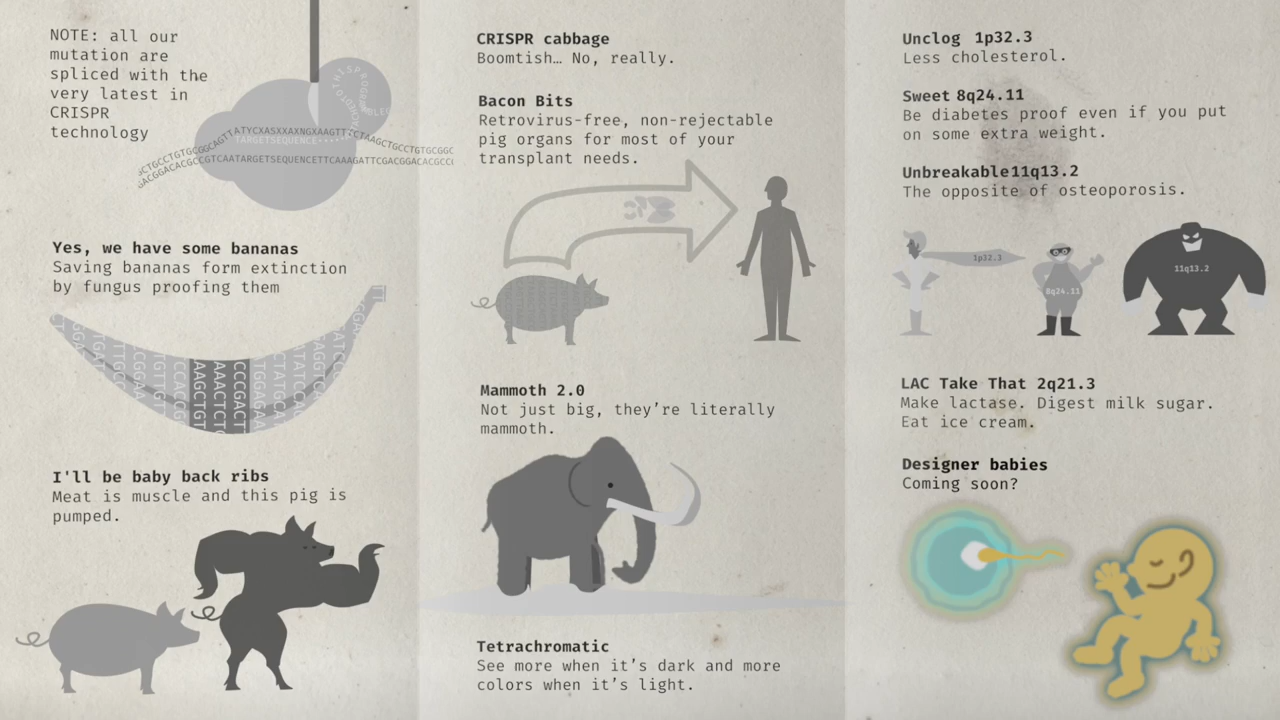 NOTE: all our
mutation are
spliced with the
very latest in
CRISPR
technology
TARGETSEQUENCE
Yes, we have some bananas
Saving bananas form extinction
by fungus proofing them
I'll be baby back ribs
Meat is muscle and this pig is
pumped.
CRISPR cabbage
Boomtish… No, really.
Bacon Bits
Retrovirus-free, non-rejectable
pig organs for most of your
transplant needs.
Mammoth 2.0
Not just big, they’re literally
mammoth.
Tetrachromatic
See more when it’s dark and more
colors when it’s light.
Unclog 1p32.3
Less cholesterol.
Sweet 8q24.11
Be diabetes proof even if you put
on some extra weight.
Unbreakable11q13.2
The opposite of osteoporosis.
1p32.3
8q24.11
11q13.2
LAC Take That 2q21.3
Make lactase. Digest milk sugar.
Eat ice cream.
Designer babies
Coming soon?